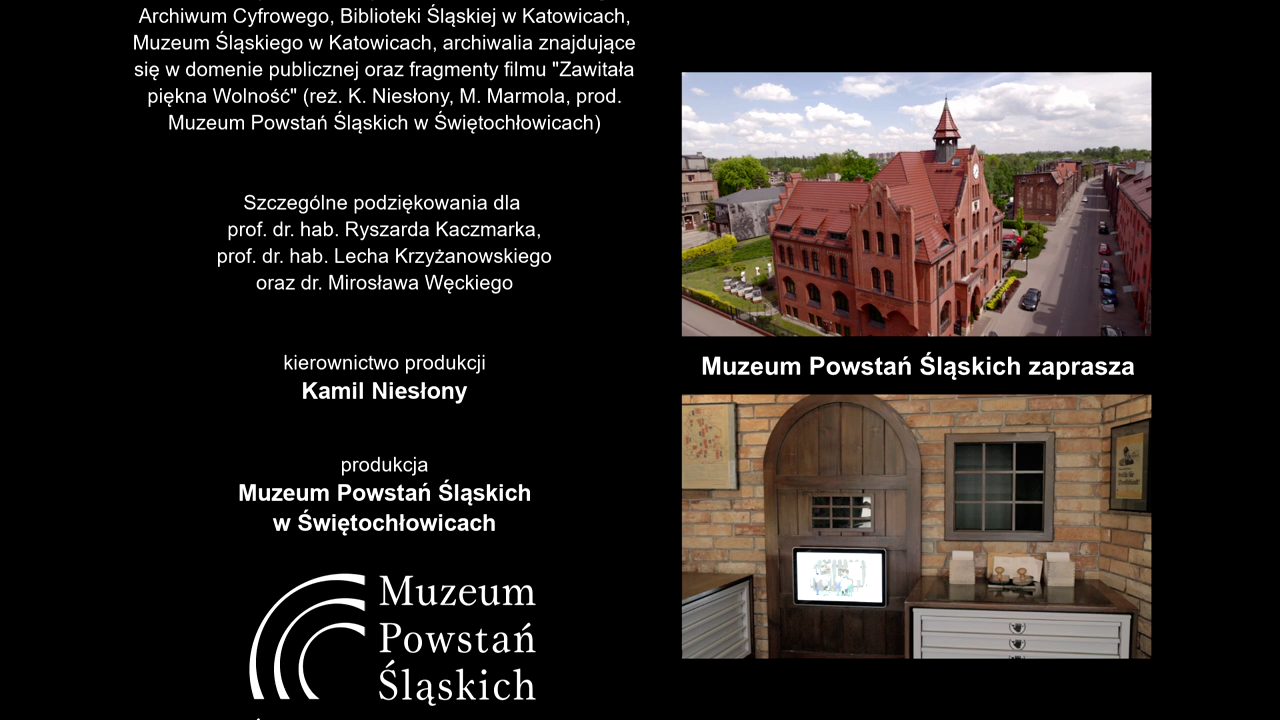 Archiwum Cyfrowego, Biblioteki Śląskiej w Katowicach,
Muzeum Śląskiego w Katowicach, archiwalia znajdujące
się w domenie publicznej oraz fragmenty filmu "Zawitała
piękna Wolność" (reż. K. Niesłony, M. Marmola, prod.
Muzeum Powstań Śląskich w Świętochłowicach)
Szczególne podziękowania dla
prof. dr. hab. Ryszarda Kaczmarka,
prof. dr. hab. Lecha Krzyżanowskiego
oraz dr. Mirosława Węckiego
kierownictwo produkcji
Kamil Niesłony
produkcja
Muzeum Powstań Śląskich
w Świętochłowicach
Muzeum
Powstań
Śląskich
Muzeum Powstań Śląskich zaprasza